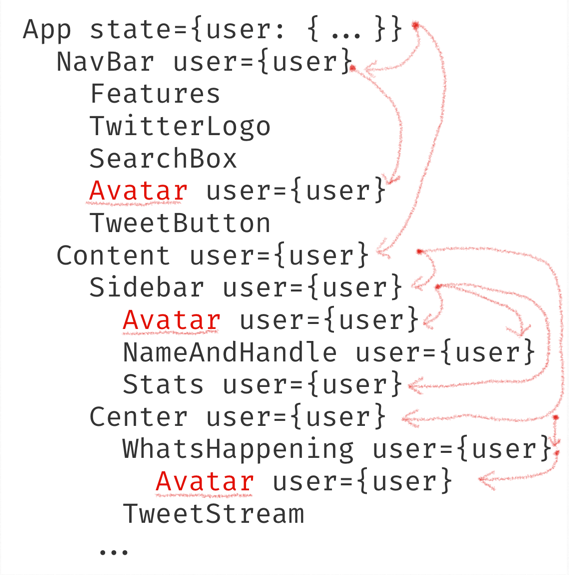 App state={user: {...}}
NavBar user={user}
Features
TwitterLogo
SearchBox
Avatar user={user}
TweetButton
Content user={user}
Sidebar user={user}
Avatar user={user}
NameAndHandle user={user}
Stats user={user}
Center user={user}
WhatsHappening user={user}
Avatar user={user}
TweetStream
...